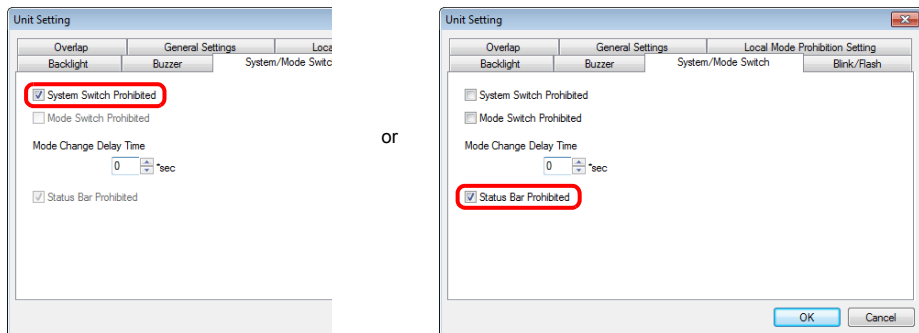 Unit Setting
Overlap General Settings Loca
Backlight Buzzer System/Mode Switc
System Switch Prohibited
Mode Switch Prohibited
Mode Change Delay Time
0 *sec
Status Bar Prohibited
or
Unit Setting
Overlap General Settings Local Mode Prohibition Setting
Backlight Buzzer System/Mode Switch Blink/Flash
System Switch Prohibited
Mode Switch Prohibited
Mode Change Delay Time
0 *sec
Status Bar Prohibited
OK Cancel